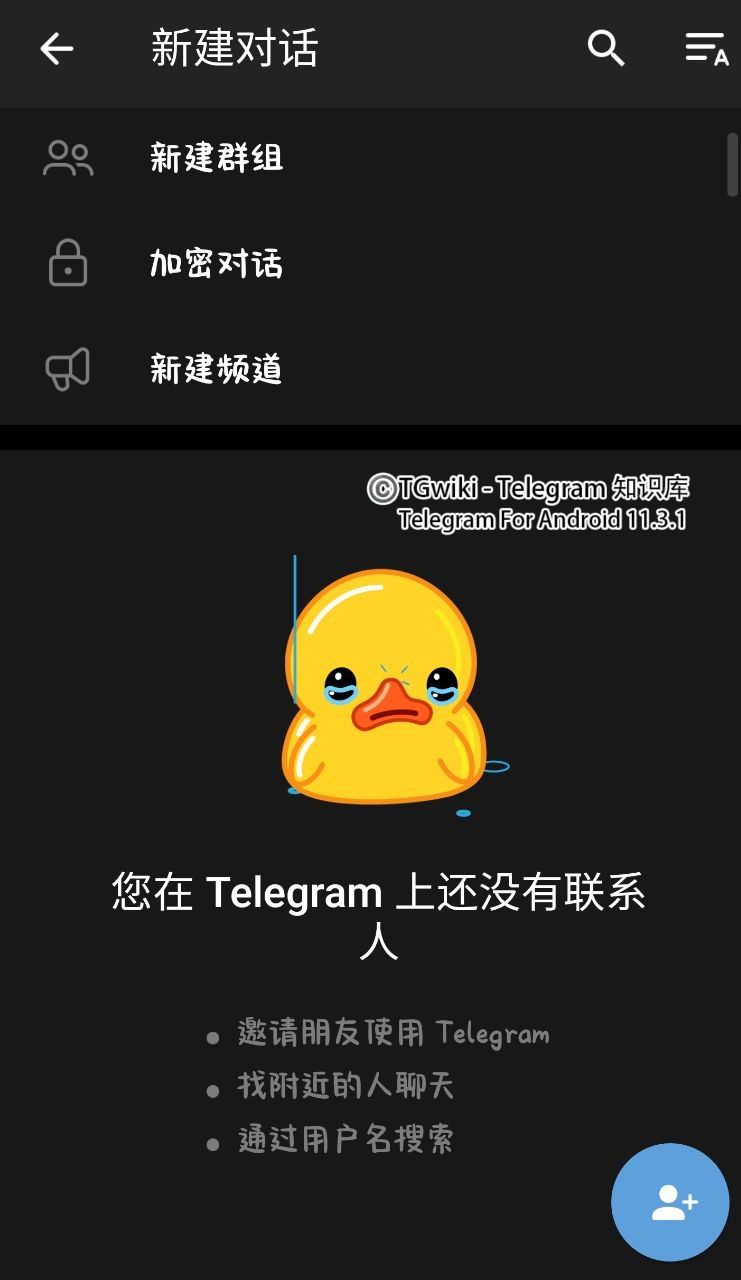 新建对话
新建群组
加密对话
新建频道
©TGwiki - Telegram 知识库
Telegram For Android 11.3.1
您在 Telegram 上还没有联系
人
• 邀请朋友使用 Telegram
• 找附近的人聊天
• 通过用户名搜索